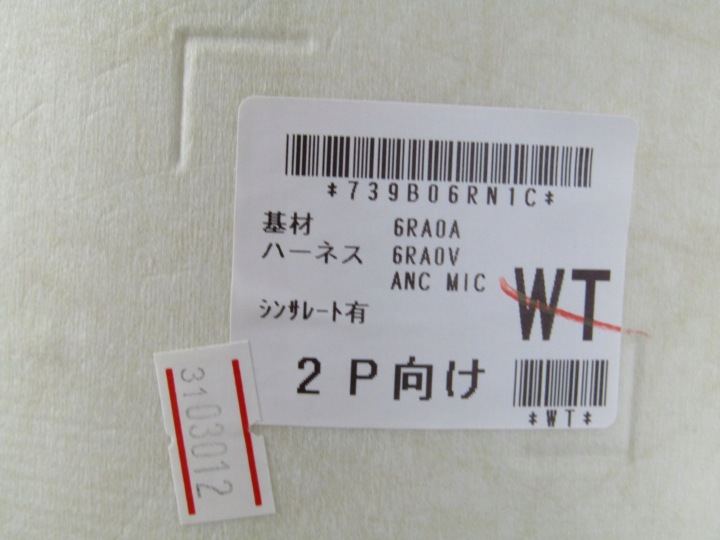 *739B06RN1C*
基材 6RA0A
ハーネス 6RA0V
ANC MIC
WT
ｼﾝｻﾚｰﾄ有
2 P向け
*WT*
3103012